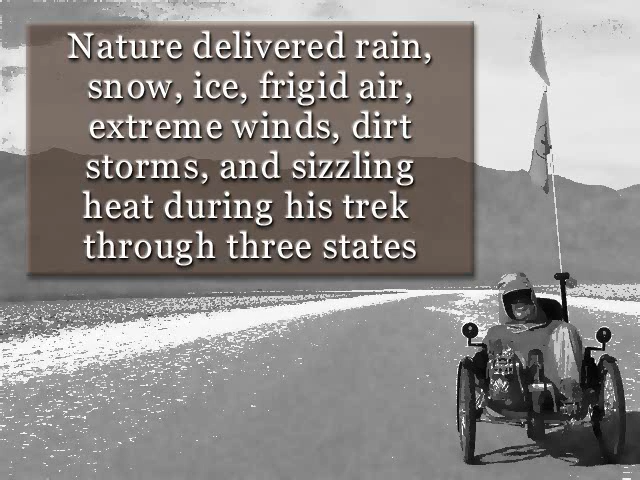 Nature delivered rain,
snow, ice, frigid air,
extreme winds, dirt
storms, and sizzling
heat during his trek
through three states